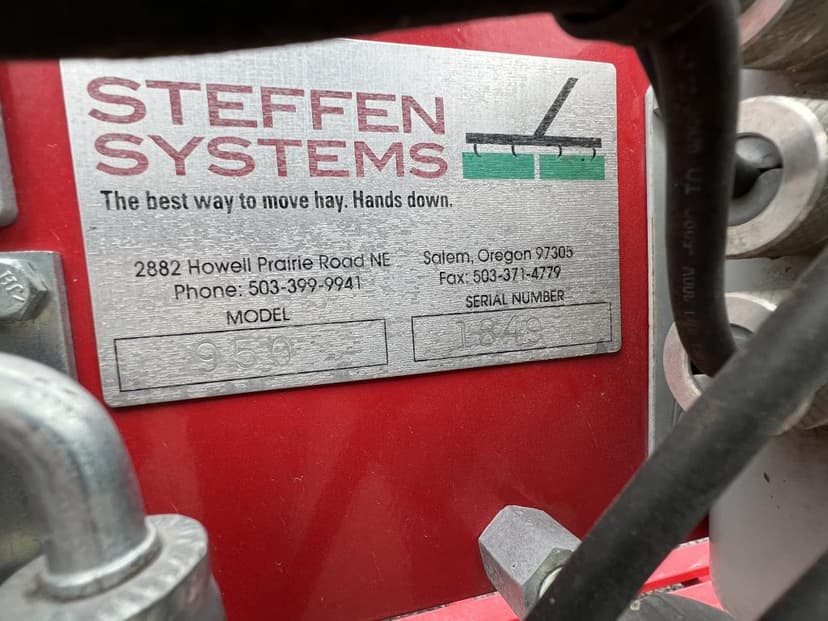 STEFFEN
SYSTEMS
The best way to move hay. Hands down.
2882 Howell Prairie Road NE Salem, Oregon 97305
Phone: 503-399-9941 Fax: 503-371-4779
MODEL SERIAL NUMBER
950 1849
300V